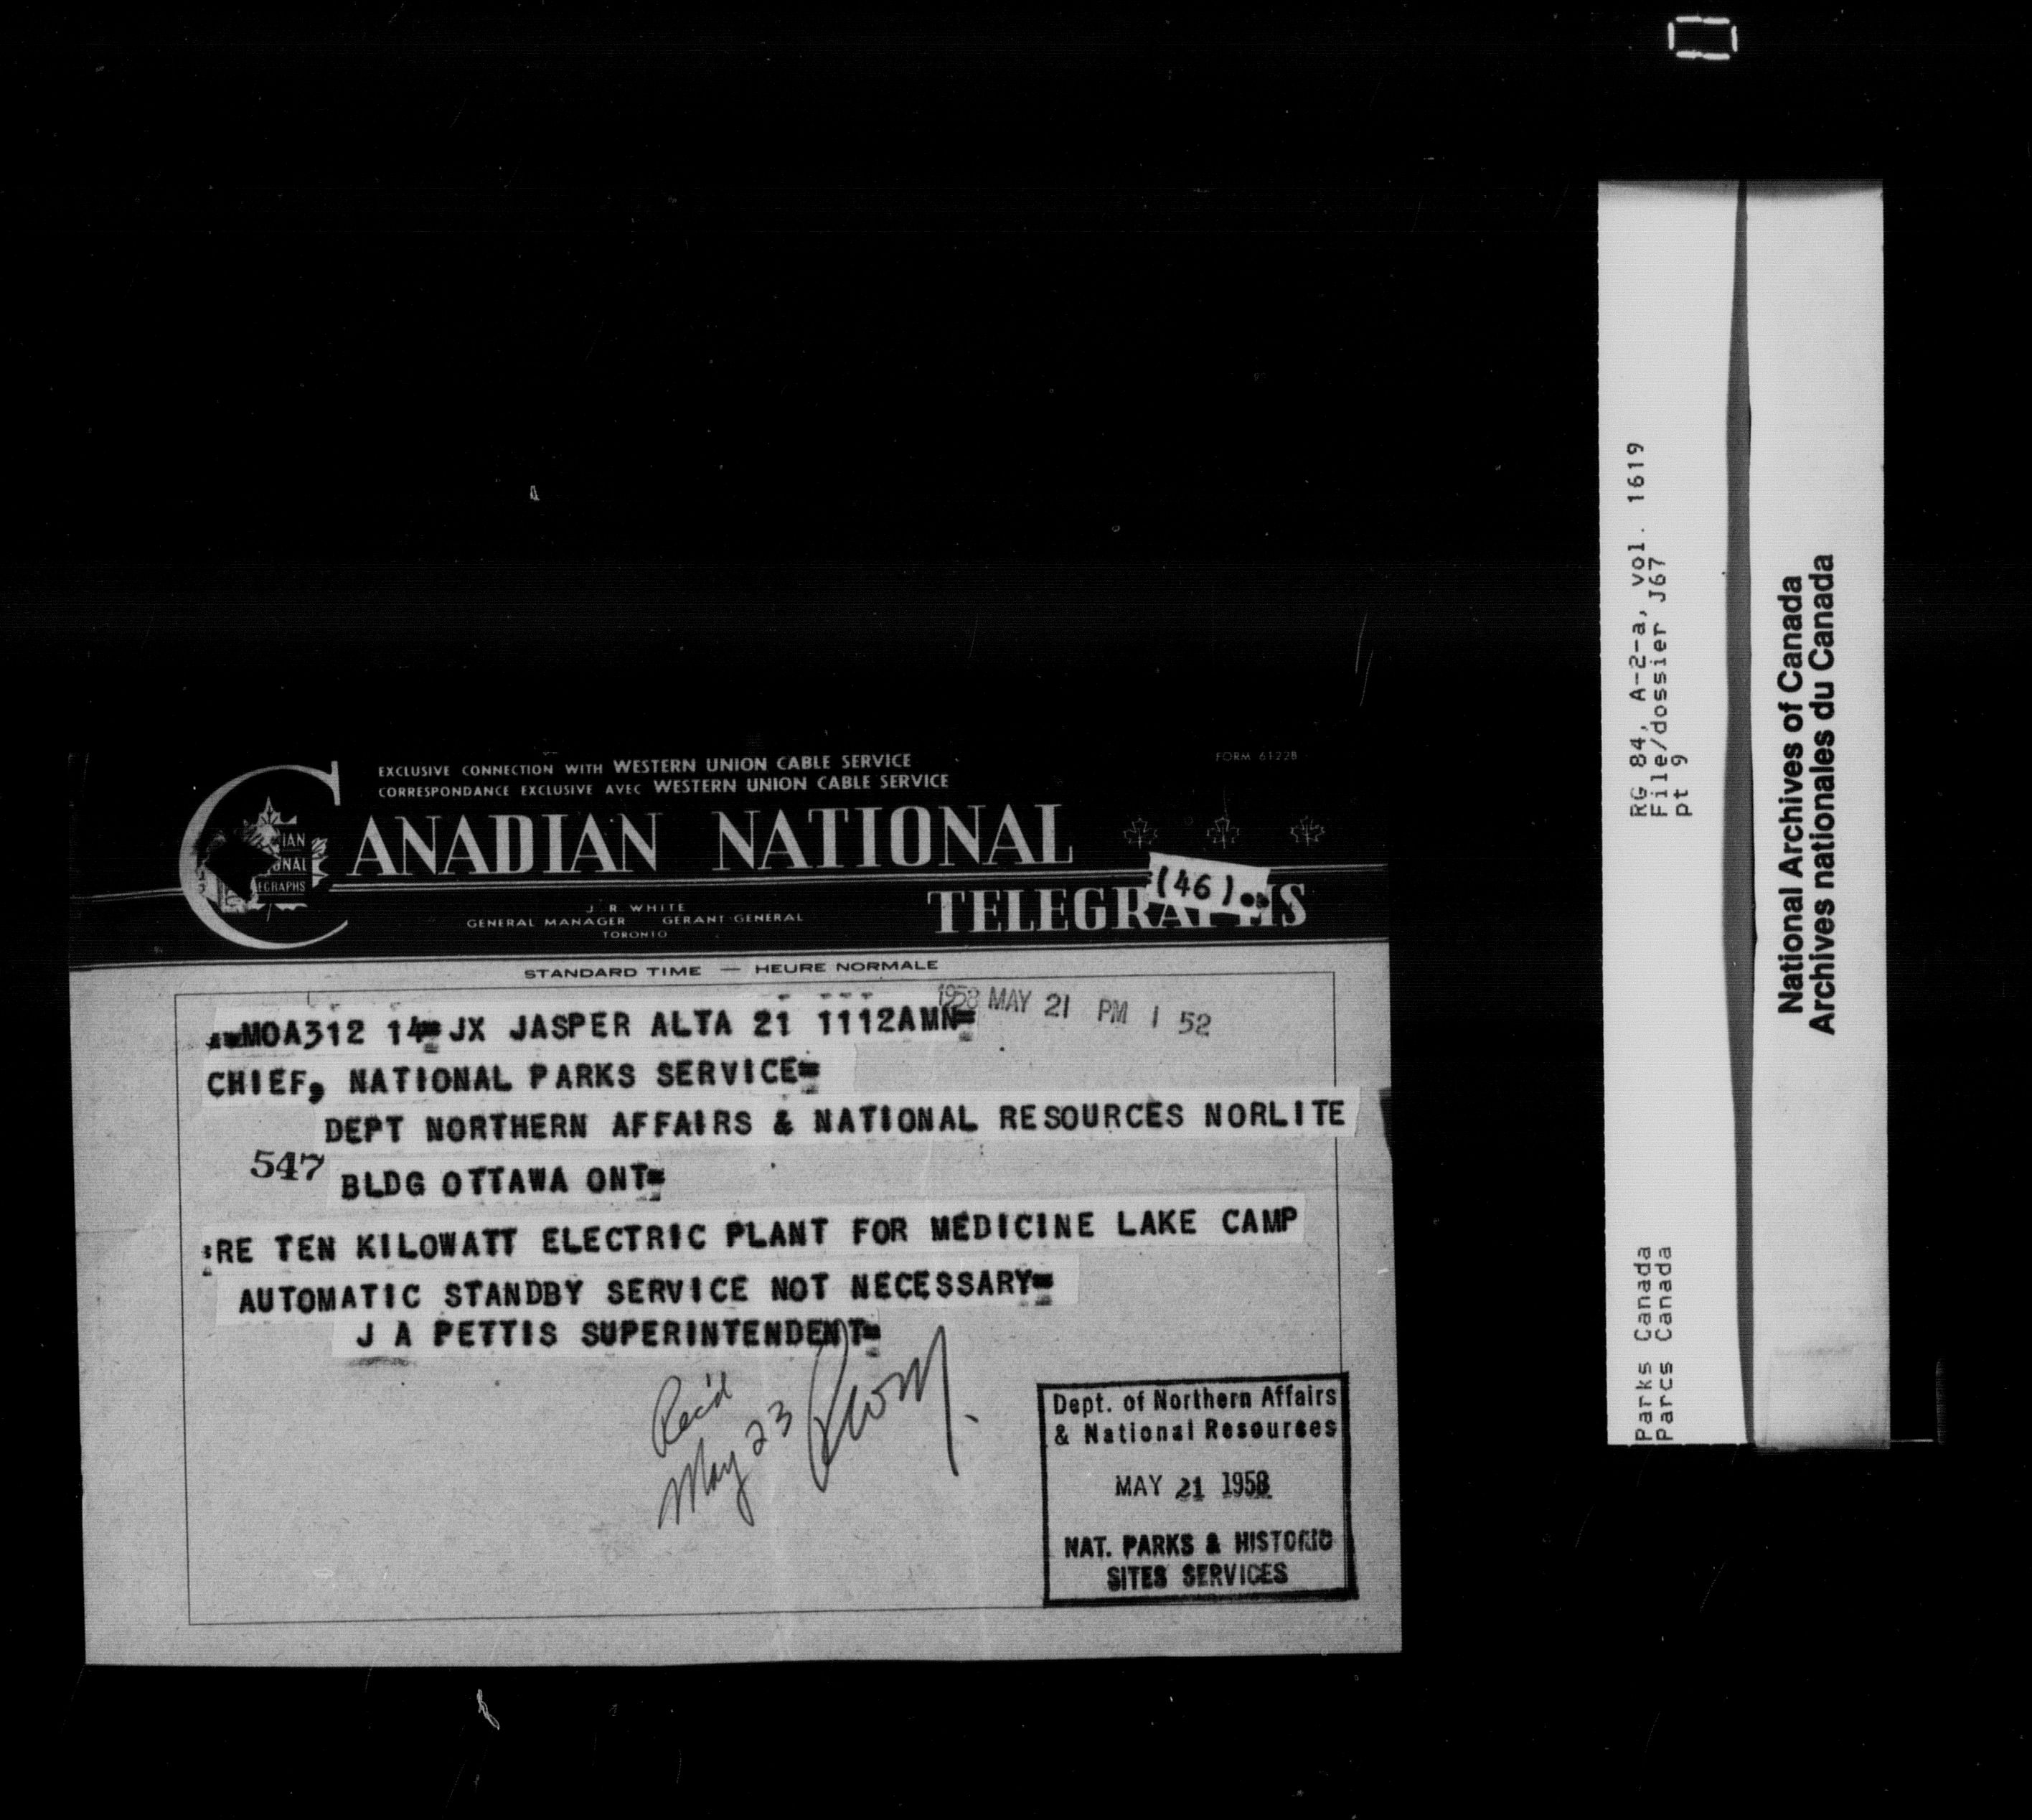 EXCLUSIVE CONNECTION WITH WESTERN UNION CABLE SERVICE
CORRESPONDANCE EXCLUSIVE AVEC WESTERN UNION CABLE SERVICE
FORM 6122B
CANADIAN NATIONAL
TELEGRAPHS
(46)
J. R. WHITE
GENERAL MANAGER GERANT GENERAL
TORONTO
STANDARD TIME — HEURE NORMALE
1958 MAY 21 PM 1 52
MOA312 14= JX JASPER ALTA 21 1112AMN=
CHIEF, NATIONAL PARKS SERVICE=
DEPT NORTHERN AFFAIRS & NATIONAL RESOURCES NORLITE
547 BLDG OTTAWA ONT=
:RE TEN KILOWATT ELECTRIC PLANT FOR MEDICINE LAKE CAMP
AUTOMATIC STANDBY SERVICE NOT NECESSARY=
J A PETTIS SUPERINTENDENT=
Rec'd
May 23
Dept. of Northern Affairs
& National Resources
MAY 21 1958
NAT. PARKS & HISTORIC
SITES SERVICES
RG 84, A-2-a, vol. 1619
File/dossier J67
pt 9
Parks Canada
Parcs Canada
National Archives of Canada
Archives nationales du Canada